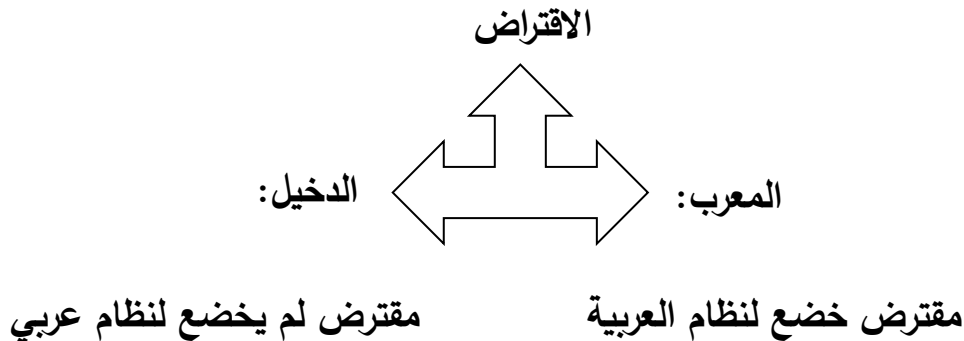 الاقتراض
المعرب:
الدخيل:
مقترض خضع لنظام العربية
مقترض لم يخضع لنظام عربي